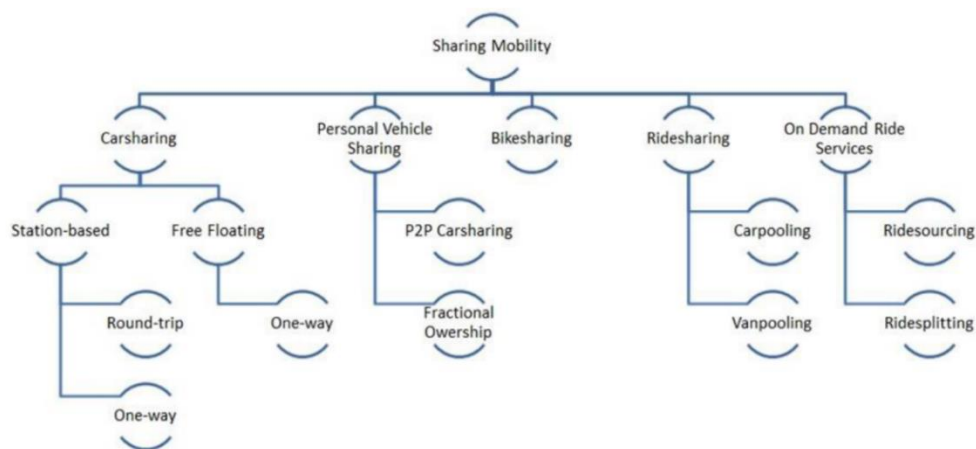 Sharing Mobility
Carsharing
Personal Vehicle
Sharing
Bikesharing
Ridesharing
On Demand Ride
Services
Station-based
Free Floating
P2P Carsharing
Carpooling
Ridesourcing
Round-trip
One-way
Fractional
Owership
Vanpooling
Ridesplitting
One-way